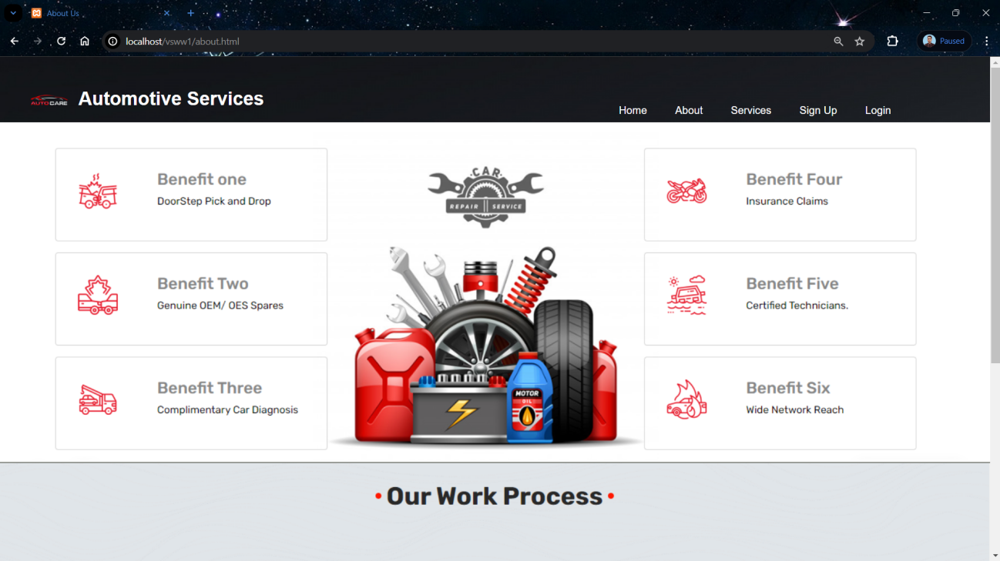 About Us
localhost/vsww1/about.html
Paused
AUTOCARE
Automotive Services
Home
About
Services
Sign Up
Login
Benefit one
DoorStep Pick and Drop
Benefit Two
Genuine OEM/ OES Spares
Benefit Three
Complimentary Car Diagnosis
CAR
REPAIR SERVICE
MOTOR
OIL
Benefit Four
Insurance Claims
Benefit Five
Certified Technicians.
Benefit Six
Wide Network Reach
• Our Work Process •